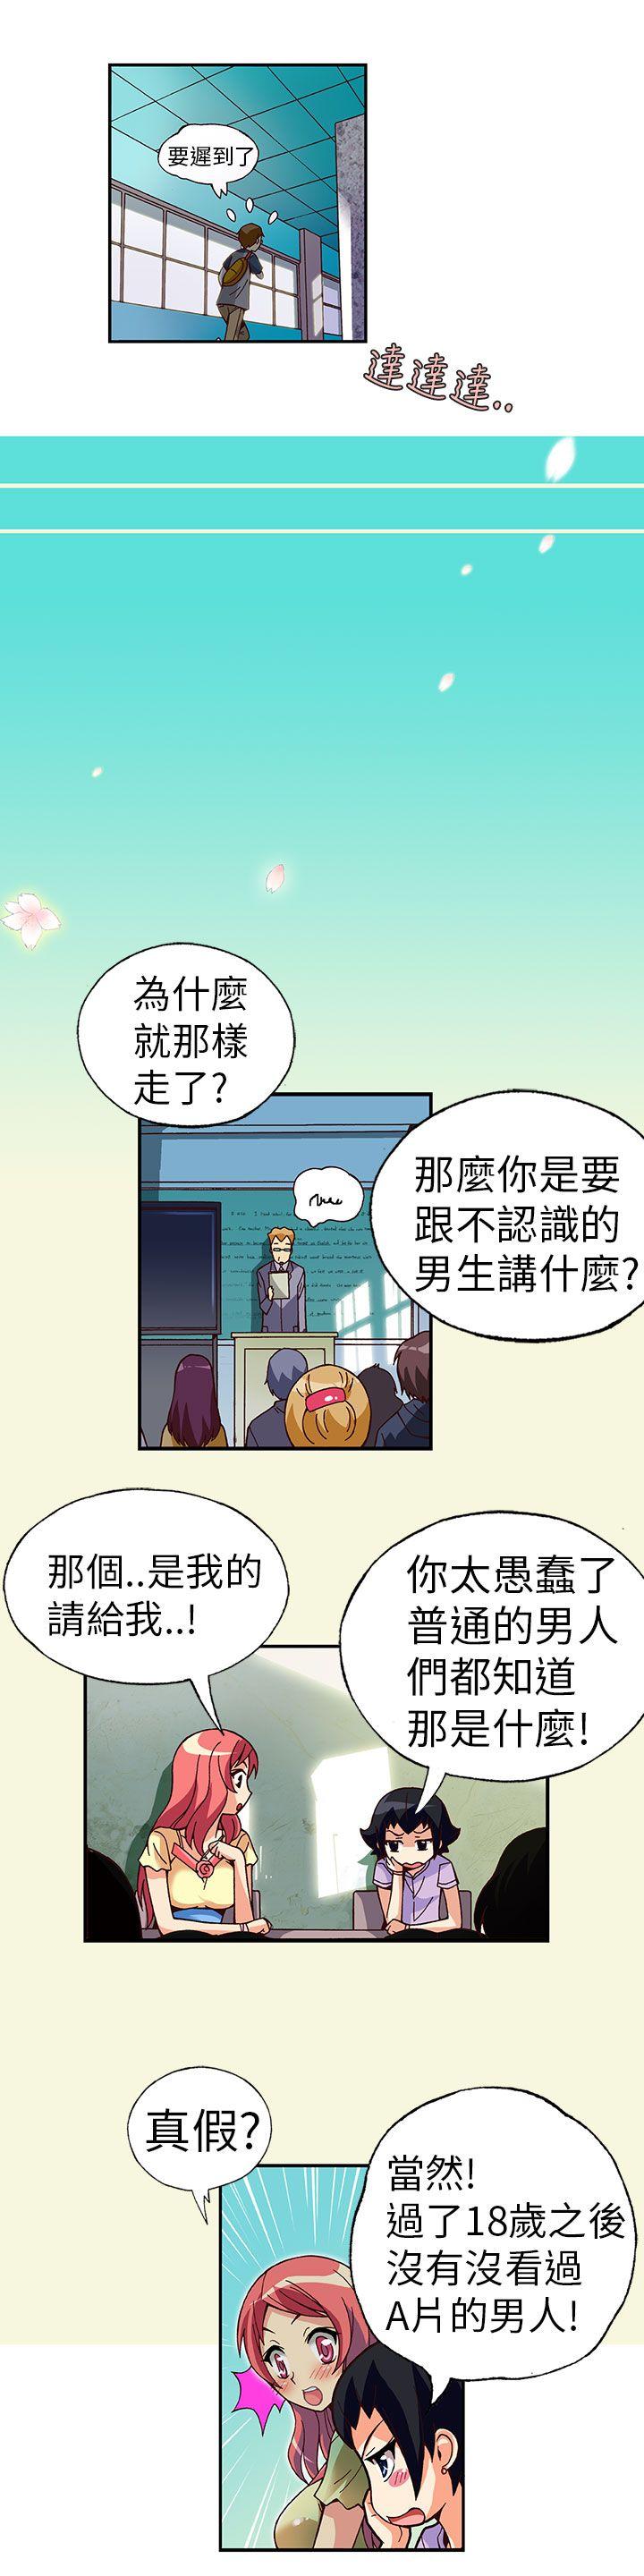 要遲到了
達達達..
為什麼
就那樣
走了?
那麼你是要
跟不認識的
男生講什麼?
那個..是我的
請給我..!
你太愚蠢了
普通的男人
們都知道
那是什麼!
真假?
當然!
過了18歲之後
沒有沒看過
A片的男人!